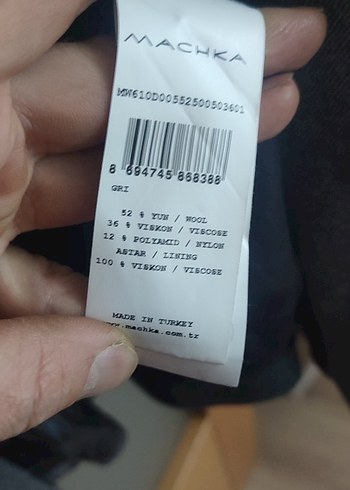 MACHKA
MW610D00552500503601
8 694745 868388
GRI
52 % YUN / WOOL
36 % VISKON / VISCOSE
12 % POLYAMID / NYLON
ASTAR / LINING
100 % VISKON / VISCOSE
MADE IN TURKEY
www.machka.com.tr